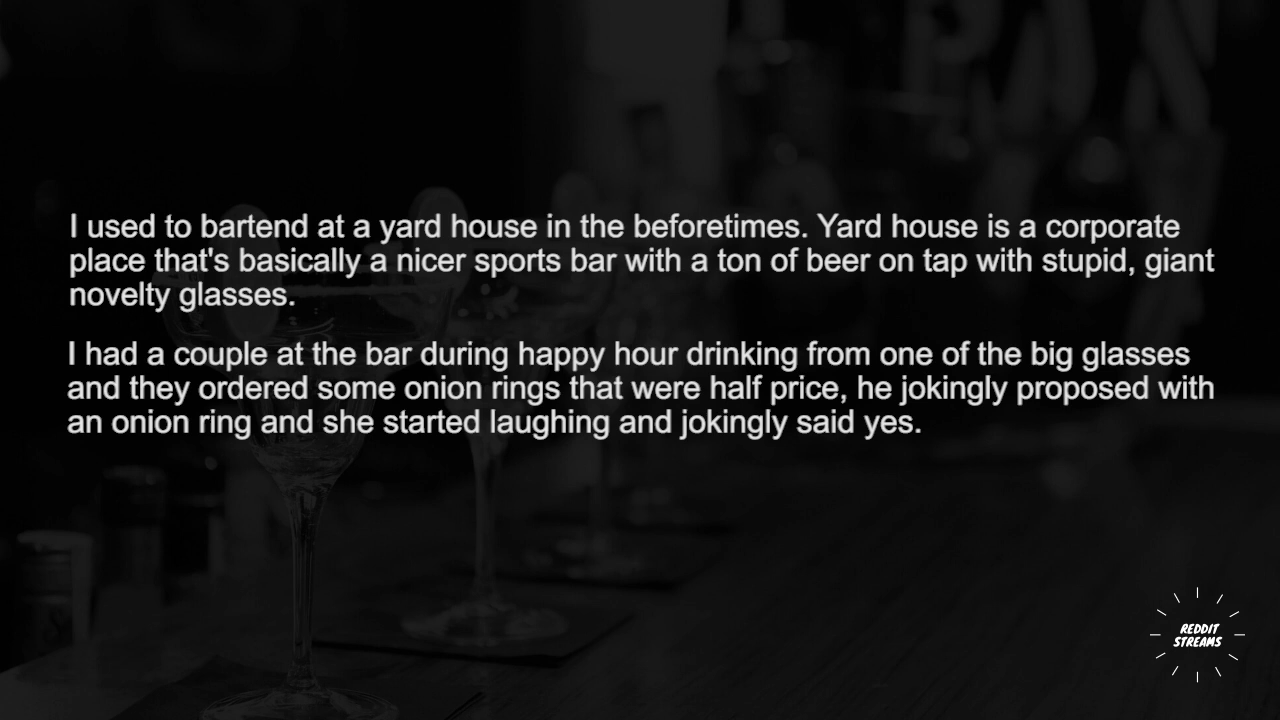 I used to bartend at a yard house in the beforetimes. Yard house is a corporate
place that's basically a nicer sports bar with a ton of beer on tap with stupid, giant
novelty glasses.
I had a couple at the bar during happy hour drinking from one of the big glasses
and they ordered some onion rings that were half price, he jokingly proposed with
an onion ring and she started laughing and jokingly said yes.
REDDIT
STREAMS